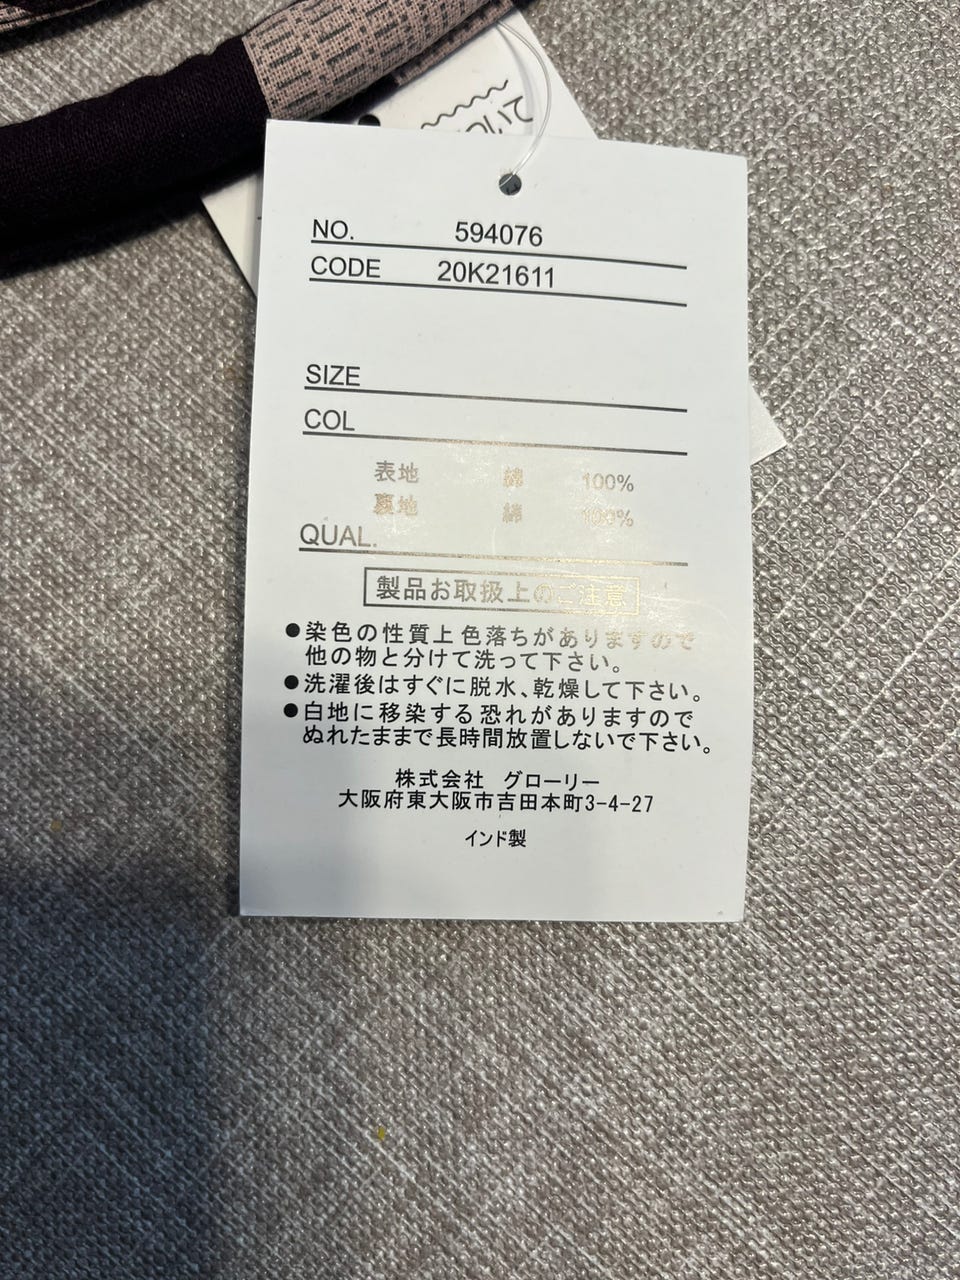 NO. 594076
CODE 20K21611
SIZE
COL
表地 綿 100%
裏地 綿 100%
QUAL.
製品お取扱上のご注意
●染色の性質上色落ちがありますので
他の物と分けて洗って下さい。
●洗濯後はすぐに脱水、乾燥して下さい。
●白地に移染する恐れがありますので
ぬれたままで長時間放置しないで下さい。
株式会社 グローリー
大阪府東大阪市吉田本町3-4-27
インド製